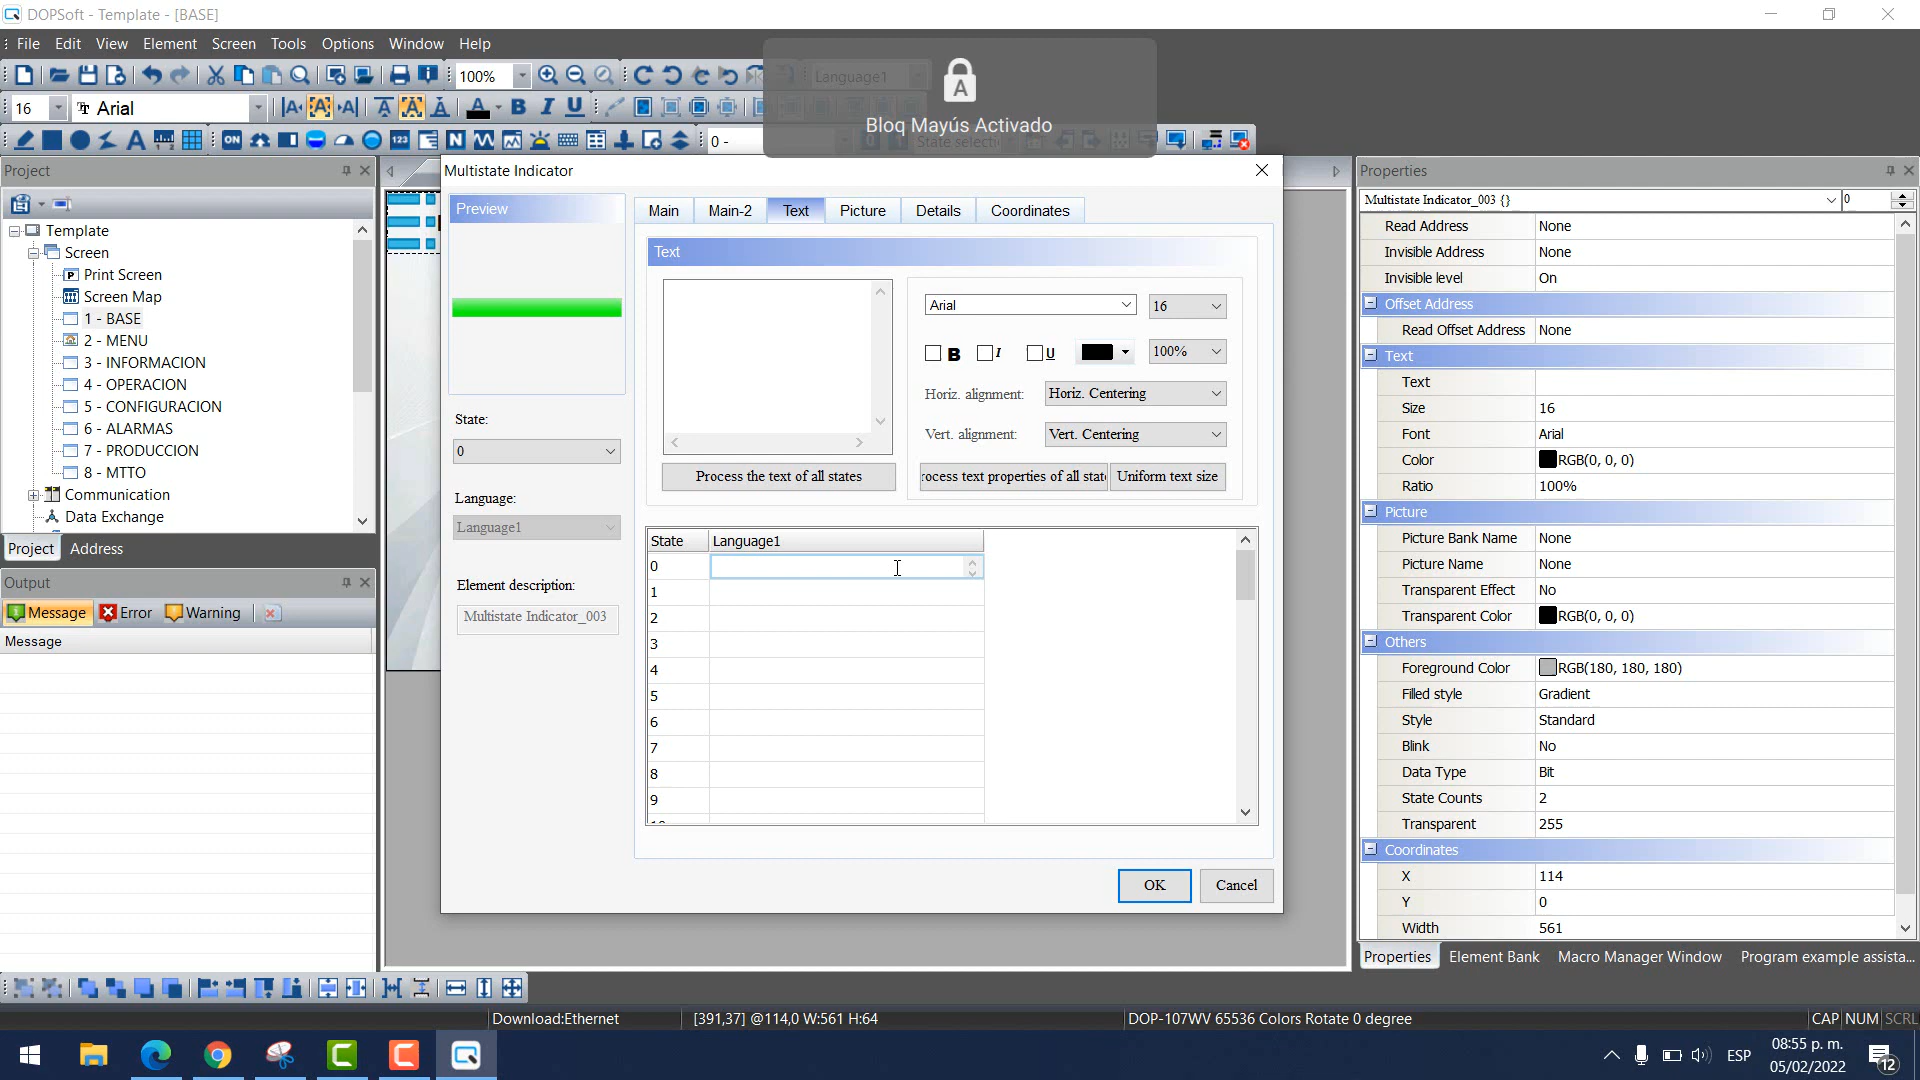 DOPSoft - Template - [BASE]
File Edit View Element Screen Tools Options Window Help
100% Language1
16 Arial
0 - State selecti
Bloq Mayús Activado
Project
Template
Screen
Print Screen
Screen Map
1 - BASE
2 - MENU
3 - INFORMACION
4 - OPERACION
5 - CONFIGURACION
6 - ALARMAS
7 - PRODUCCION
8 - MTTO
Communication
Data Exchange
Project Address
Output
Message Error Warning
Message
Multistate Indicator
Preview
State:
0
Language:
Language1
Element description:
Multistate Indicator_003
Main Main-2 Text Picture Details Coordinates
Text
Arial 16
B I U 100%
Horiz. alignment: Horiz. Centering
Vert. alignment: Vert. Centering
Process the text of all states
rocess text properties of all stat
Uniform text size
State Language1
0
1
2
3
4
5
6
7
8
9
OK Cancel
Properties
Multistate Indicator_003 {} 0
Read Address None
Invisible Address None
Invisible level On
Offset Address
Read Offset Address None
Text
Text
Size 16
Font Arial
Color RGB(0, 0, 0)
Ratio 100%
Picture
Picture Bank Name None
Picture Name None
Transparent Effect No
Transparent Color RGB(0, 0, 0)
Others
Foreground Color RGB(180, 180, 180)
Filled style Gradient
Style Standard
Blink No
Data Type Bit
State Counts 2
Transparent 255
Coordinates
X 114
Y 0
Width 561
Properties Element Bank Macro Manager Window Program example assista...
Download:Ethernet [391,37] @114,0 W:561 H:64 DOP-107WV 65536 Colors Rotate 0 degree CAP NUM SCRL
ESP 08:55 p. m.
05/02/2022
12